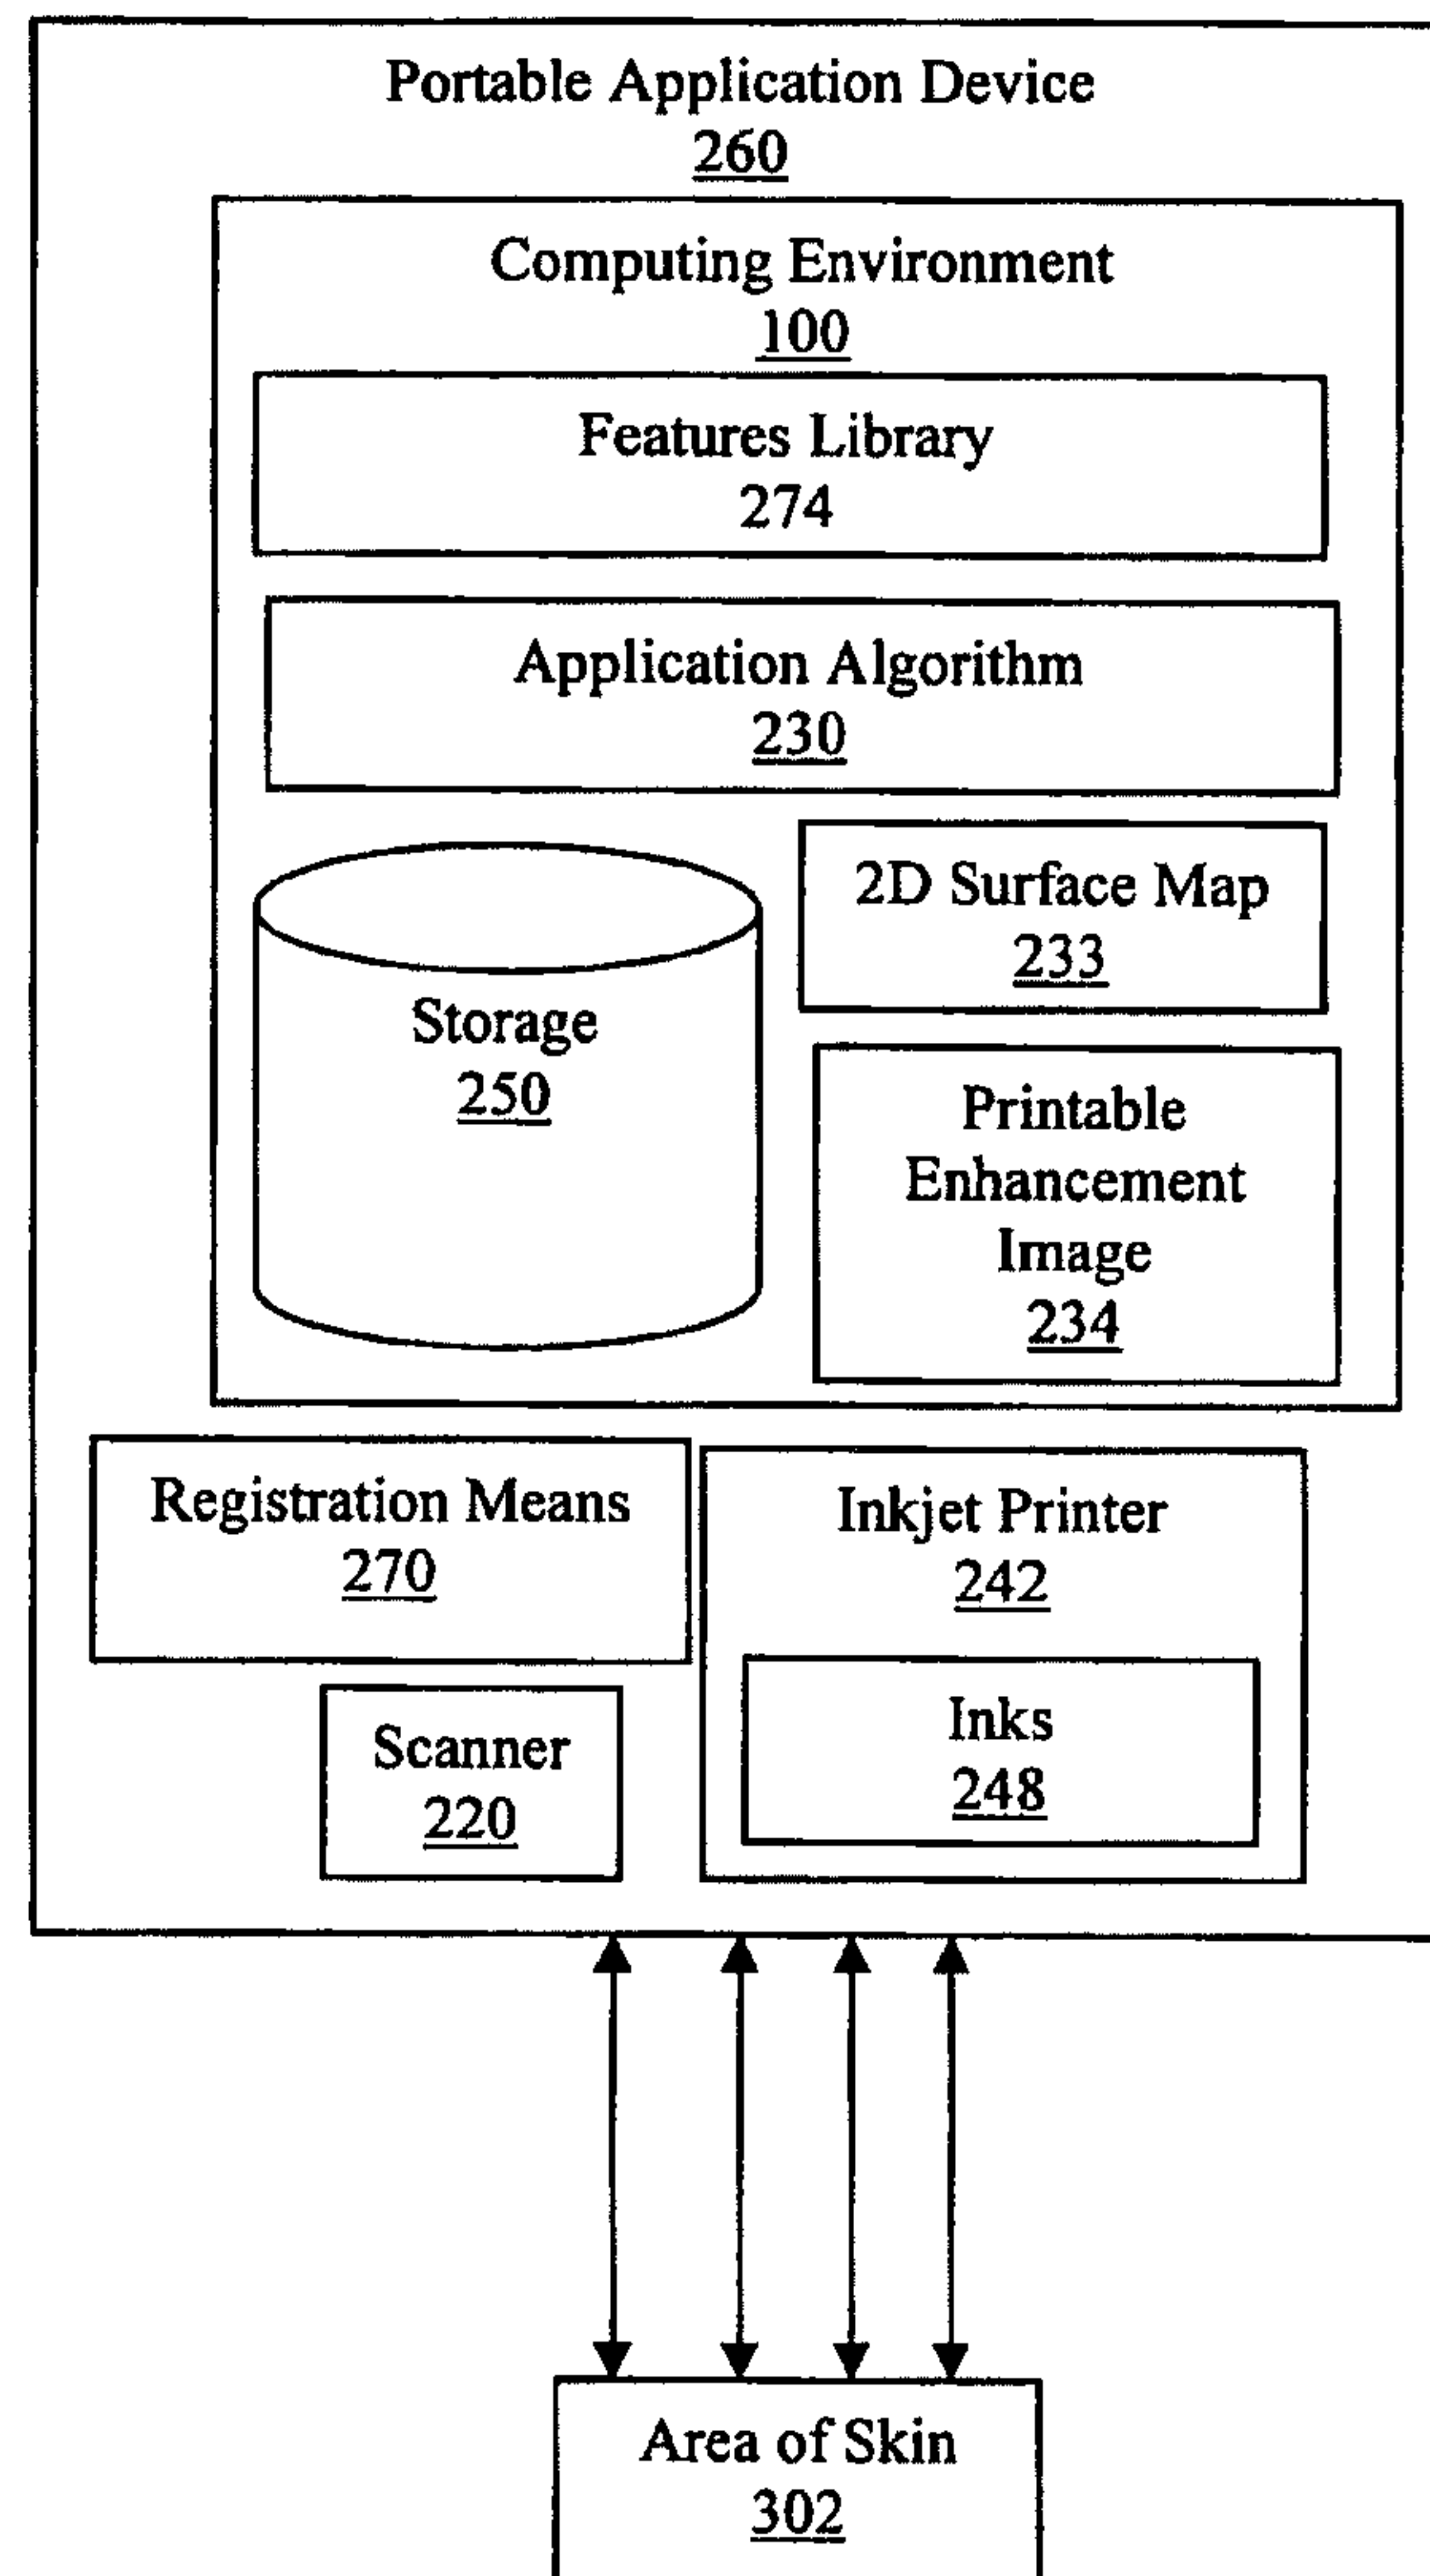 Portable Application Device
260
Computing Environment
100
Features Library
274
Application Algorithm
230
2D Surface Map
233
Storage
250
Printable
Enhancement
Image
234
Registration Means
270
Inkjet Printer
242
Inks
248
Scanner
220
Area of Skin
302